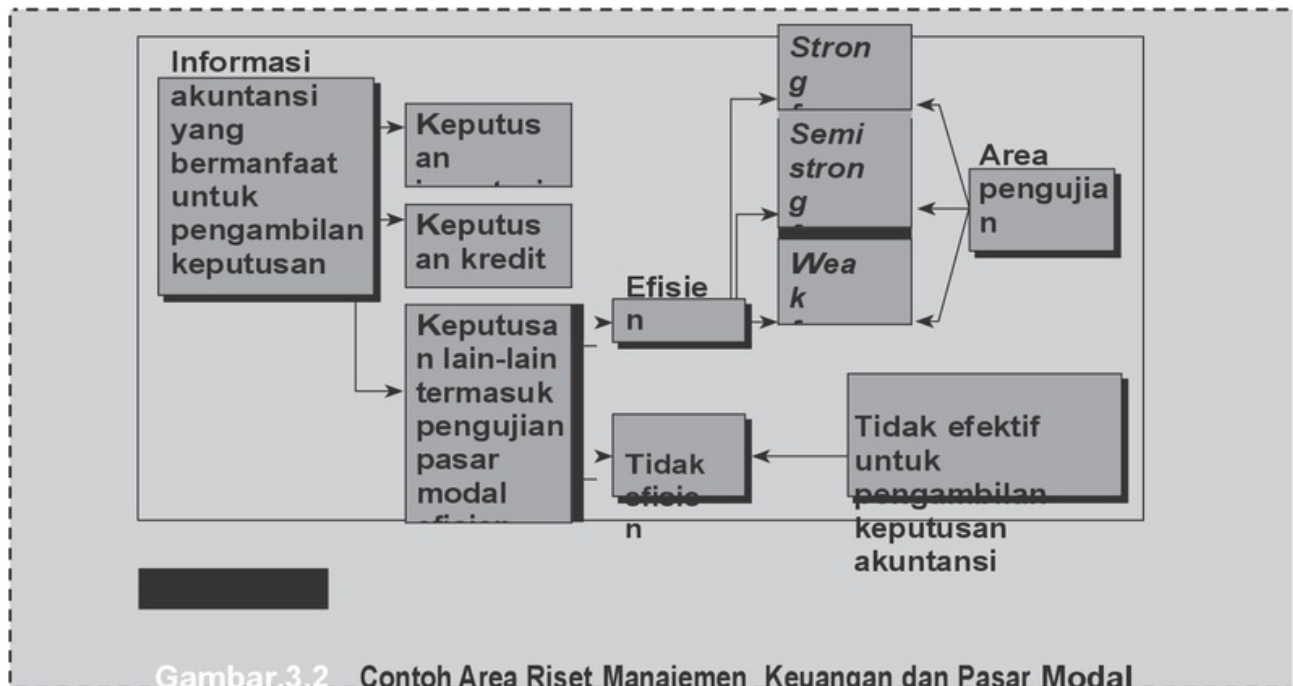 Informasi
akuntansi
yang
bermanfaat
untuk
pengambilan
keputusan
Keputus
an
Keputus
an kredit
Keputusa
n lain-lain
termasuk
pengujian
pasar
modal
efisien
Efisie
n
Tidak
efisie
n
Stron
g
f
Semi
stron
g
f
Wea
k
f
Area
pengujia
n
Tidak efektif
untuk
pengambilan
keputusan
akuntansi
Gambar.3.2 Contoh Area Riset Manajemen Keuangan dan Pasar Modal